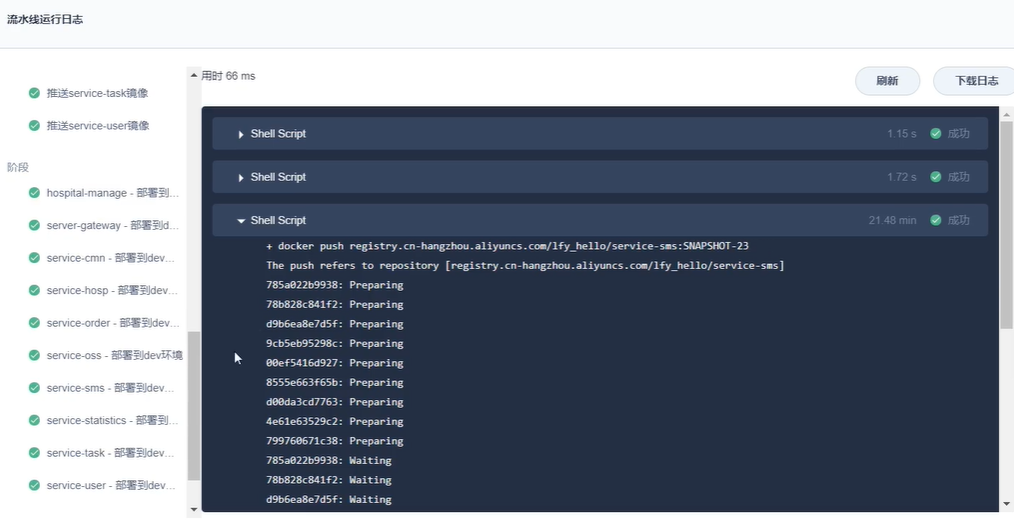 流水线运行日志
推送service-task镜像
推送service-user镜像
阶段
hospital-manage - 部署到...
server-gateway - 部署到d...
service-cmn - 部署到dev...
service-hosp - 部署到dev...
service-order - 部署到dev...
service-oss - 部署到dev环境
service-sms - 部署到dev...
service-statistics - 部署到...
service-task - 部署到dev...
service-user - 部署到dev...
用时 66 ms
刷新
下载日志
Shell Script 1.15 s 成功
Shell Script 1.72 s 成功
Shell Script 21 48 min 成功
+ docker push registry.cn-hangzhou.aliyuncs.com/lfy_hello/service-sms:SNAPSHOT-23
The push refers to repository [registry.cn-hangzhou.aliyuncs.com/lfy_hello/service-sms]
785a022b9938: Preparing
78b828c841f2: Preparing
d9b6ea8e7d5f: Preparing
9cb5eb95298c: Preparing
00ef5416d927: Preparing
8555e663f65b: Preparing
d00da3cd7763: Preparing
4e61e63529c2: Preparing
799760671c38: Preparing
785a022b9938: Waiting
78b828c841f2: Waiting
d9b6ea8e7d5f: Waiting